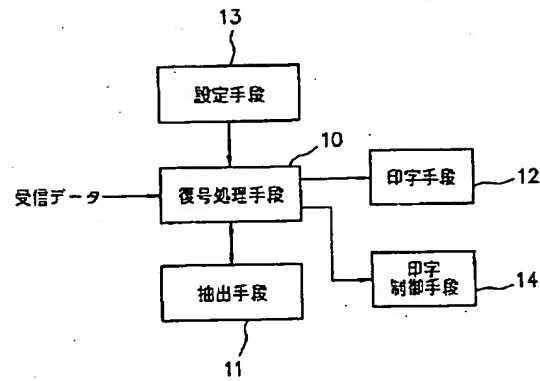 13
設定手段
10
受信データ
復号処理手段
印字手段
12
抽出手段
11
印字
制御手段
14